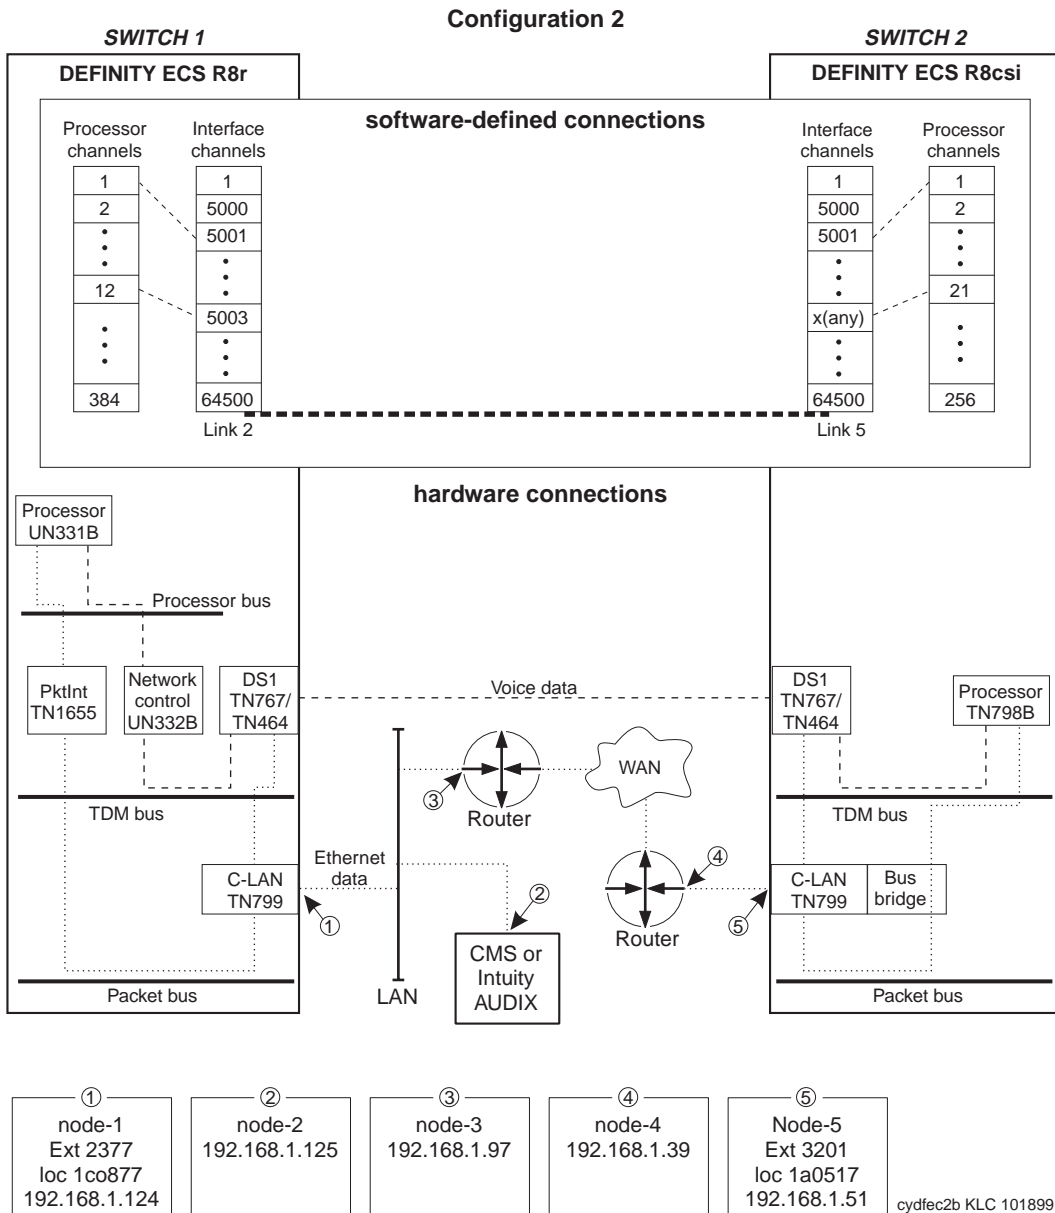 Configuration 2
SWITCH 1
SWITCH 2
DEFINITY ECS R8r
DEFINITY ECS R8csi
software-defined connections
Processor
channels
Interface
channels
Interface
channels
Processor
channels
1
2
12
384
1
5000
5001
5003
64500
1
5000
5001
x(any)
64500
1
2
21
256
Link 2
Link 5
hardware connections
Processor
UN331B
Processor bus
PktInt
TN1655
Network
control
UN332B
DS1
TN767/
TN464
Voice data
DS1
TN767/
TN464
Processor
TN798B
WAN
3
Router
TDM bus
TDM bus
Ethernet
data
C-LAN
TN799
1
2
4
5
Router
C-LAN
TN799
Bus
bridge
CMS or
Intuity
AUDIX
LAN
Packet bus
Packet bus
1
node-1
Ext 2377
loc 1co877
192.168.1.124
2
node-2
192.168.1.125
3
node-3
192.168.1.97
4
node-4
192.168.1.39
5
Node-5
Ext 3201
loc 1a0517
192.168.1.51
cydfec2b KLC 101899